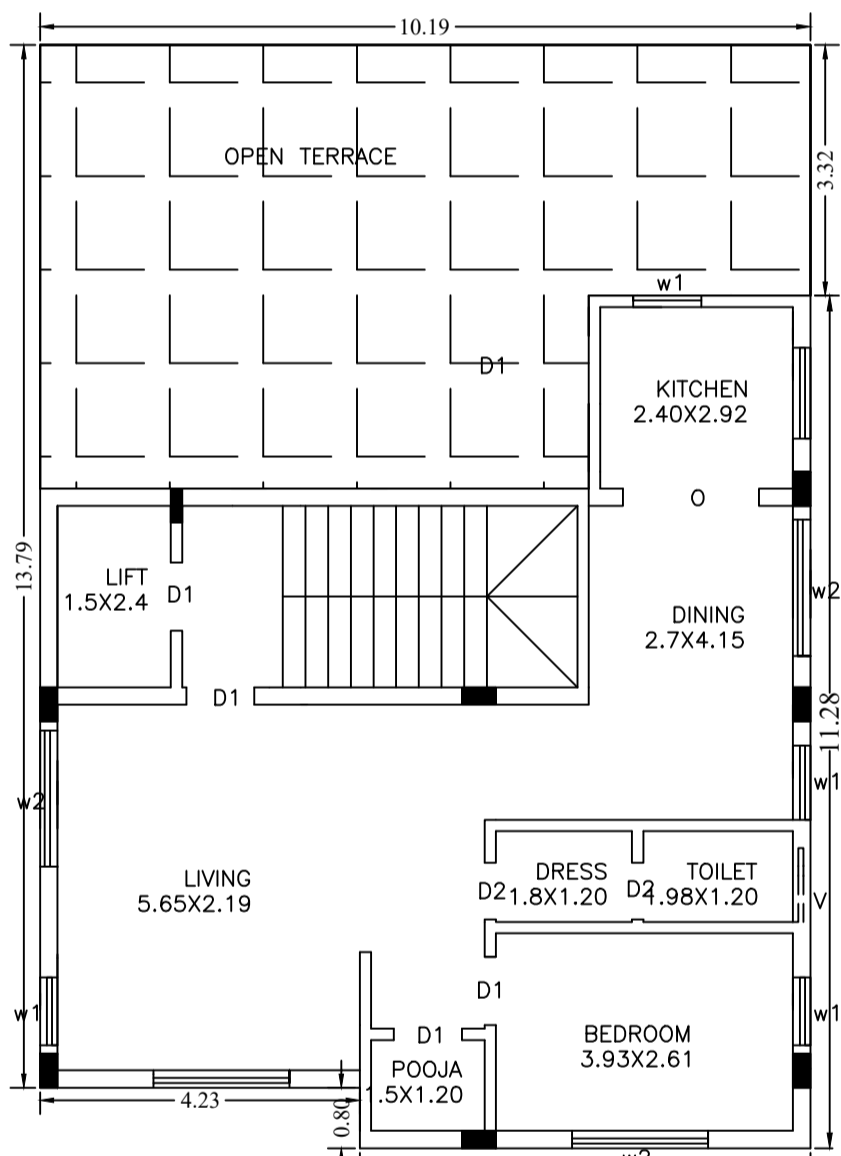 10.19
OPEN TERRACE
3.32
w1
D1
KITCHEN
2.40X2.92
O
13.79
LIFT
1.5X2.4
D1
w2
DINING
2.7X4.15
D1
11.28
w1
w2
LIVING
5.65X2.19
DRESS
1.8X1.20
D2
TOILET
1.98X1.20
D2
V
D1
w1
w1
D1
BEDROOM
3.93X2.61
POOJA
1.5X1.20
4.23
0.80